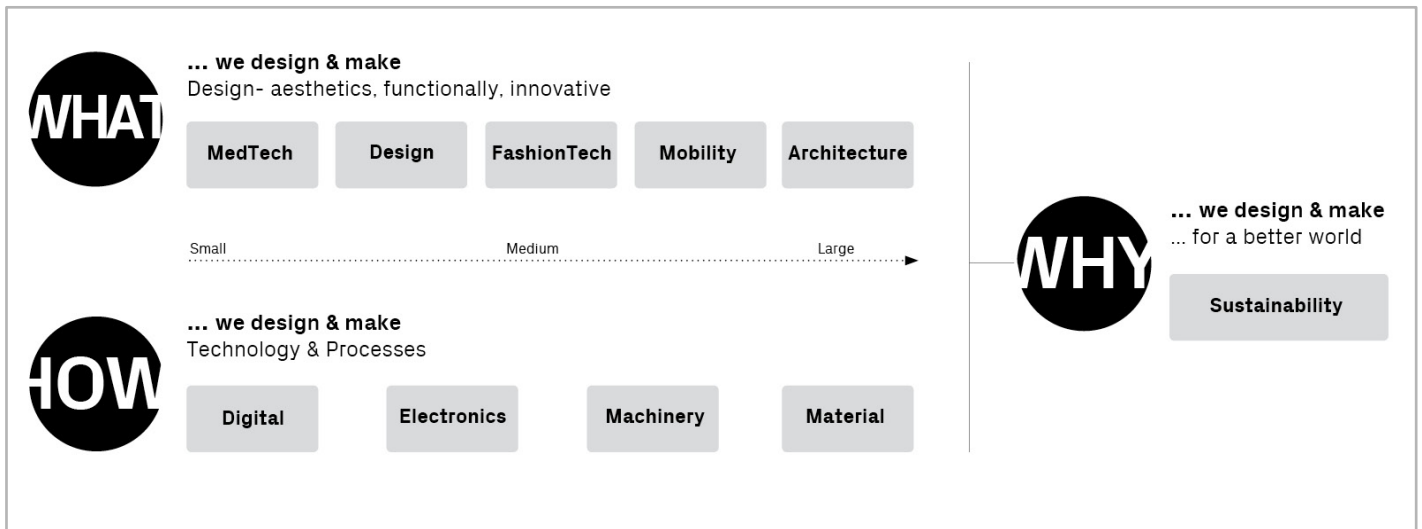 WHAT
... we design & make
Design- aesthetics, functionally, innovative
MedTech
Design
FashionTech
Mobility
Architecture
Small
Medium
Large
HOW
... we design & make
Technology & Processes
Digital
Electronics
Machinery
Material
WHY
... we design & make
... for a better world
Sustainability